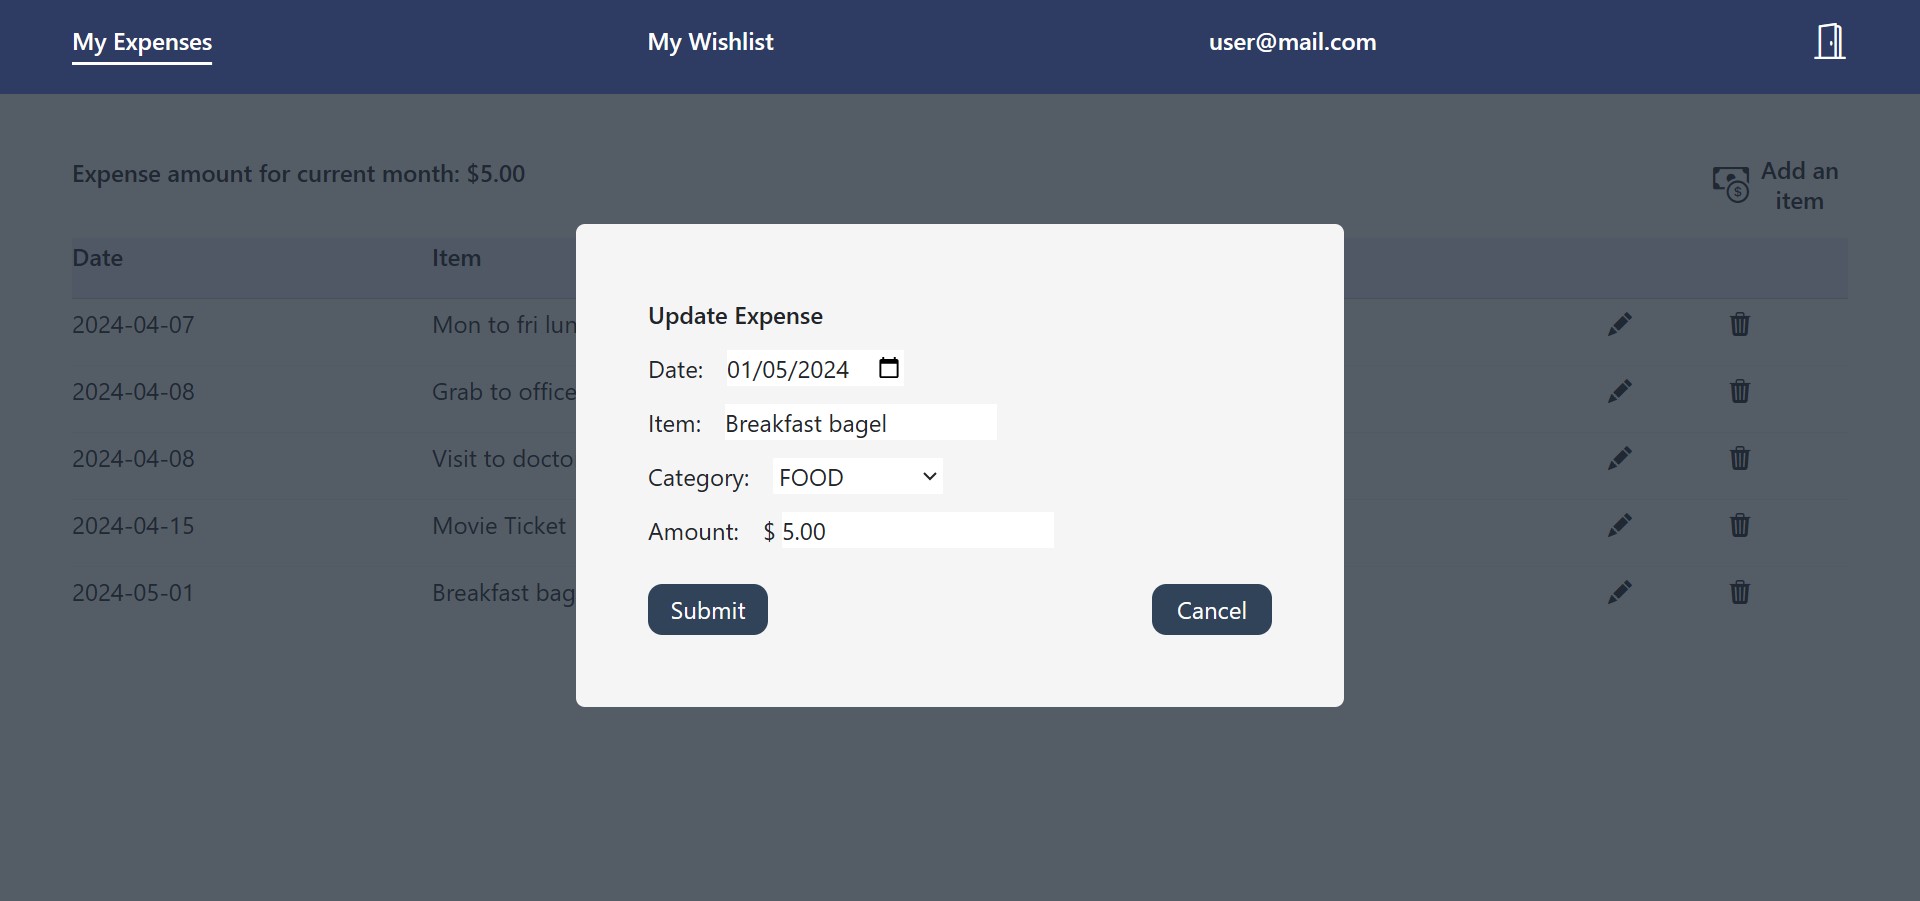 My Expenses My Wishlist user@mail.com
Expense amount for current month: $5.00
Add an
item
Date Item
2024-04-07 Mon to fri lun
2024-04-08 Grab to office
2024-04-08 Visit to docto
2024-04-15 Movie Ticket
2024-05-01 Breakfast bag
Update Expense
Date: 01/05/2024
Item: Breakfast bagel
Category: FOOD
Amount: $ 5.00
Submit Cancel